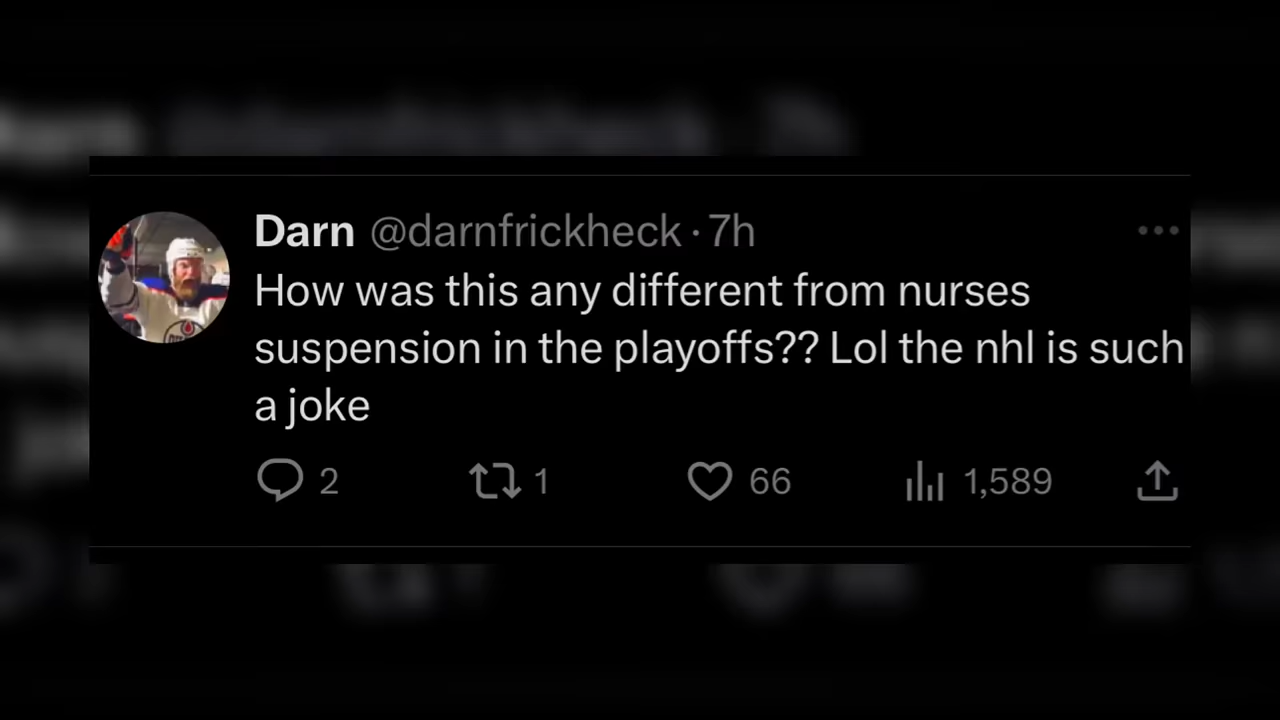 Darn @darnfrickheck · 7h
How was this any different from nurses
suspension in the playoffs?? Lol the nhl is such
a joke
2 1 66 1,589